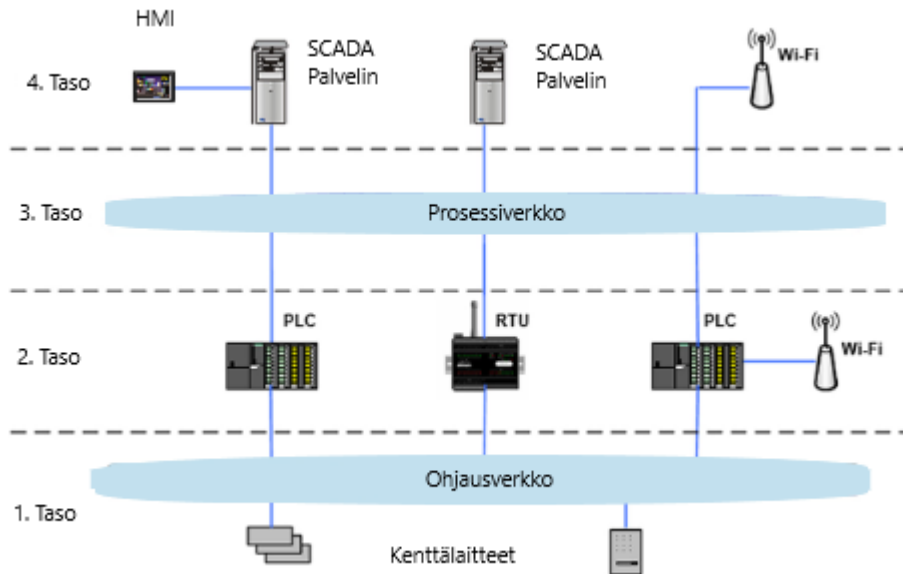 HMI
SCADA
Palvelin
SCADA
Palvelin
Wi-Fi
4. Taso
3. Taso
Prosessiverkko
PLC
RTU
PLC
2. Taso
Wi-Fi
Ohjausverkko
1. Taso
Kenttälaitteet